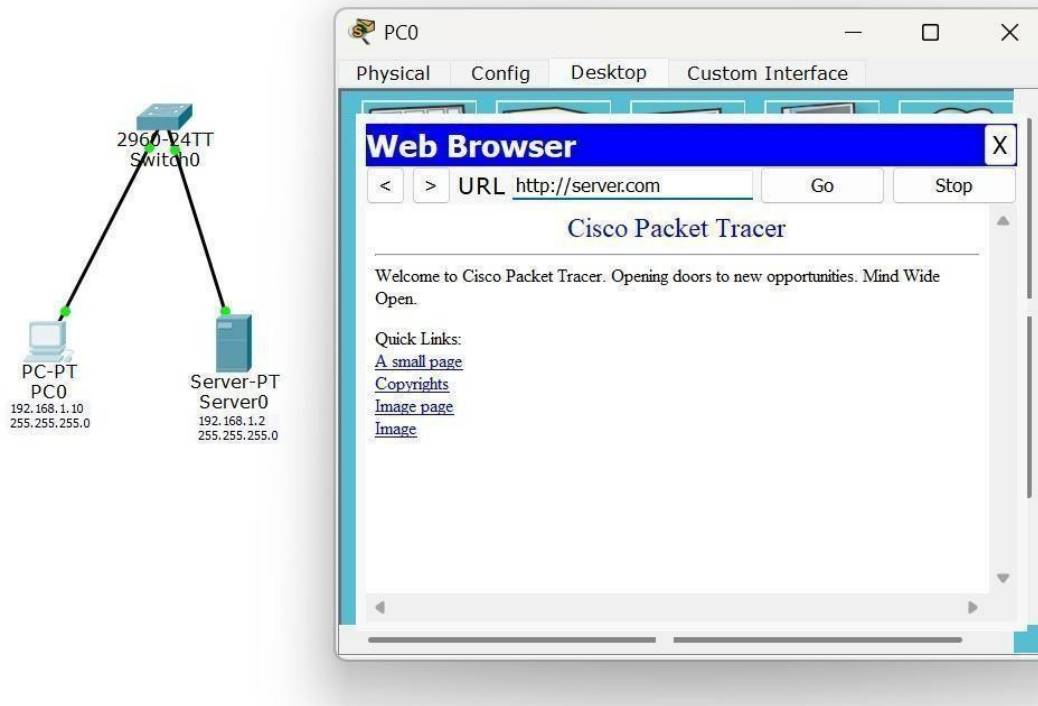 2960-24TT
Switch0
PC-PT
PC0
192.168.1.10
255.255.255.0
Server-PT
Server0
192.168.1.2
255.255.255.0
PC0
Physical Config Desktop Custom Interface
Web Browser X
< > URL http://server.com Go Stop
Cisco Packet Tracer
Welcome to Cisco Packet Tracer. Opening doors to new opportunities. Mind Wide
Open.
Quick Links:
A small page
Copyrights
Image page
Image